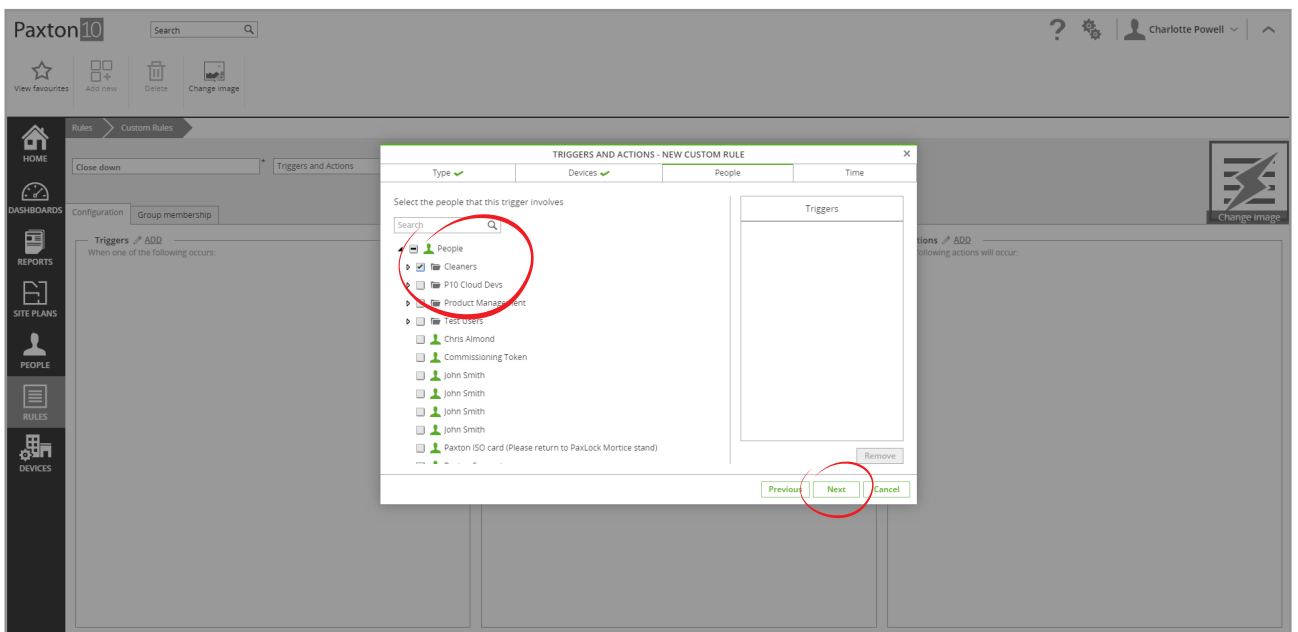 Paxton10
Search
? Charlotte Powell
View favourites Add new Delete Change image
Rules Custom Rules
HOME
Close down * Triggers and Actions
DASHBOARDS
Configuration Group membership
Change image
Triggers ADD
When one of the following occurs:
tions ADD
following actions will occur:
REPORTS
SITE PLANS
PEOPLE
RULES
DEVICES
TRIGGERS AND ACTIONS - NEW CUSTOM RULE
Type Devices People Time
Select the people that this trigger involves
Search
Triggers
People
Cleaners
P10 Cloud Devs
Product Management
Test Users
Chris Almond
Commissioning Token
John Smith
John Smith
John Smith
John Smith
Paxton ISO card (Please return to PaxLock Mortice stand)
Remove
Previous Next Cancel